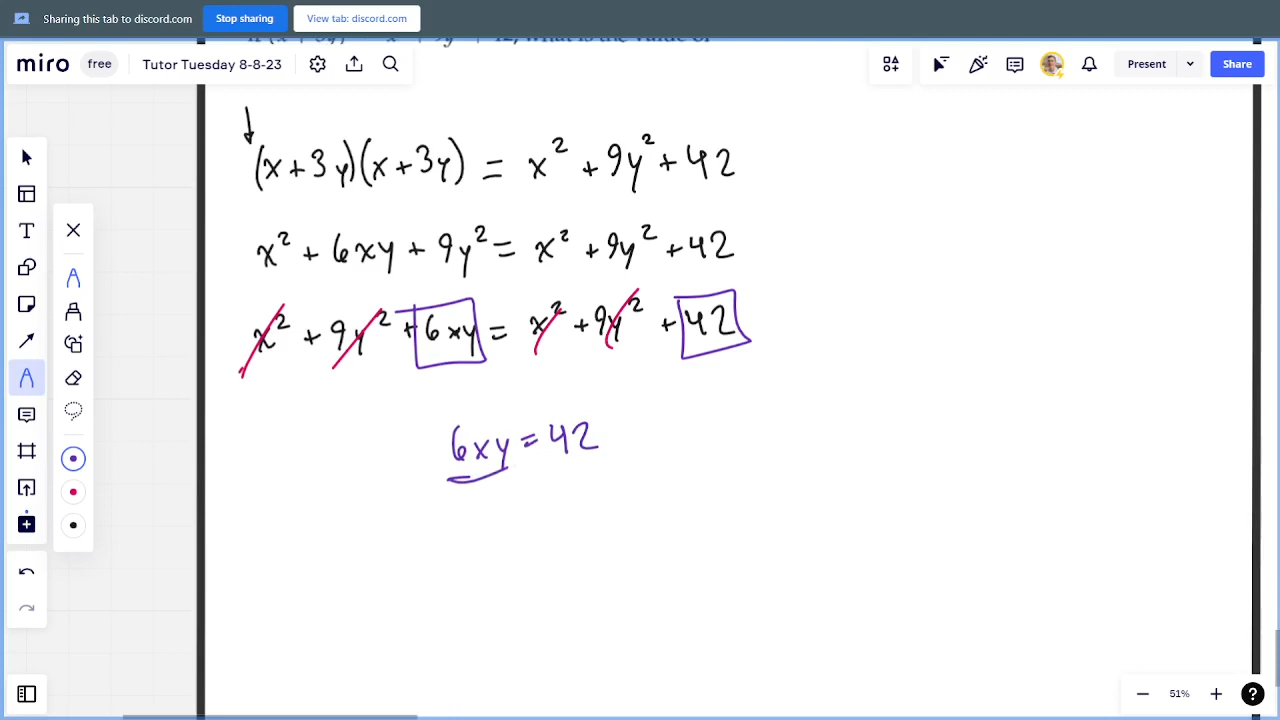 Sharing this tab to discord.com
Stop sharing
View tab: discord.com
miro
free
Tutor Tuesday 8-8-23
Present
Share
(x+3y)(x+3y) = x² + 9y² + 42
x² + 6xy + 9y² = x² + 9y² + 42
x² + 9y² + 6xy = x² + 9y² + 42
6xy = 42
51%